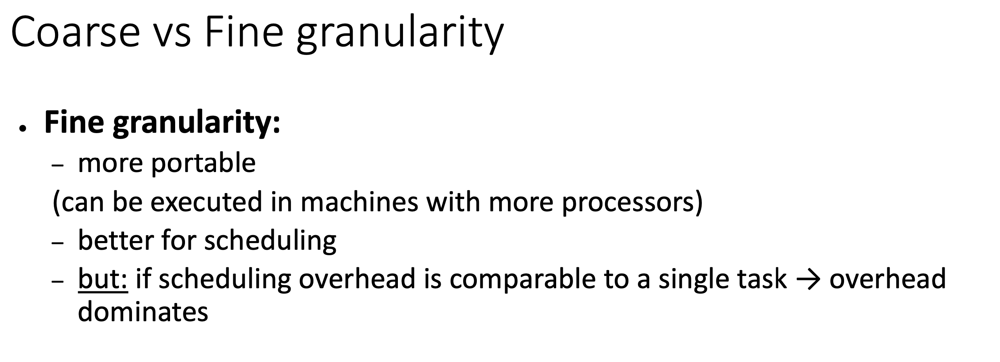 Coarse vs Fine granularity
• Fine granularity:
– more portable
(can be executed in machines with more processors)
– better for scheduling
– but: if scheduling overhead is comparable to a single task → overhead
dominates